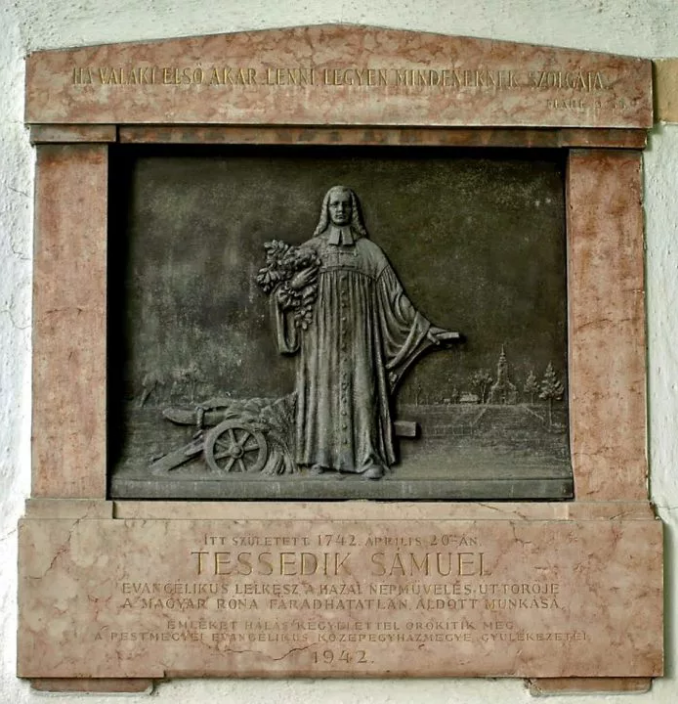 HA VALAKI ELSŐ AKAR LENNI LEGYEN MINDENEKNEK SZOLGÁJA.
MÁRK. 9
ITT SZÜLETETT 1742. ÁPRILIS 20-ÁN
TESSEDIK SÁMUEL
EVANGÉLIKUS LELKÉSZ A HAZAI NÉPMŰVELÉS ÚTTÖRŐJE
A MAGYAR RÓNA FÁRADHATATLAN ÁLDOTT MUNKÁSA.
EMLÉKÉT HÁLÁS KEGYELETTEL ÖRÖKÍTIK MEG
A PESTMEGYEI EVANGÉLIKUS KÖZÉPEGYHÁZMEGYE GYÜLEKEZETEI.
1942.